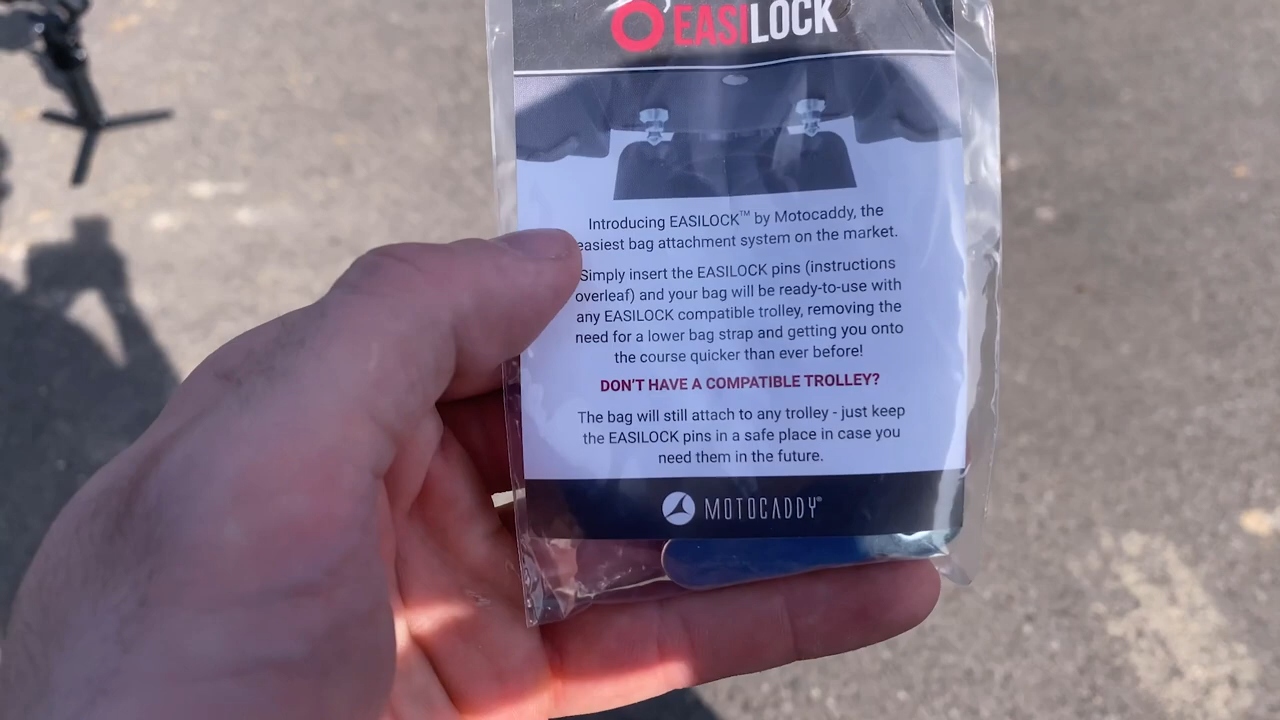 EASILOCK
Introducing EASILOCK™ by Motocaddy, the
easiest bag attachment system on the market.
Simply insert the EASILOCK pins (instructions
overleaf) and your bag will be ready-to-use with
any EASILOCK compatible trolley, removing the
need for a lower bag strap and getting you onto
the course quicker than ever before!
DON'T HAVE A COMPATIBLE TROLLEY?
The bag will still attach to any trolley - just keep
the EASILOCK pins in a safe place in case you
need them in the future.
MOTOCADDY®